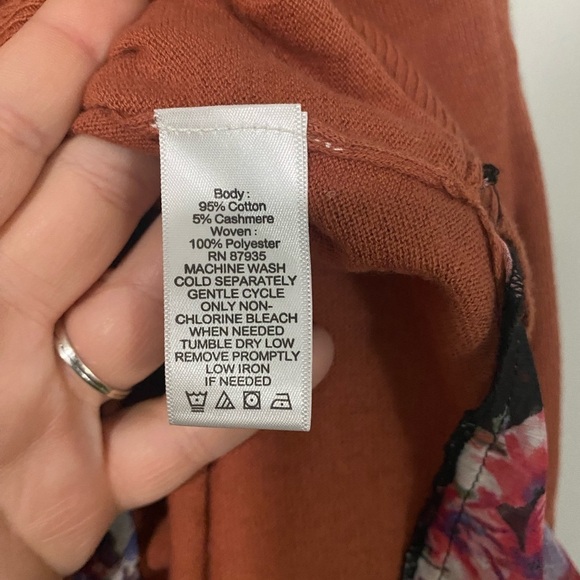 Body :
95% Cotton
5% Cashmere
Woven :
100% Polyester
RN 87935
MACHINE WASH
COLD SEPARATELY
GENTLE CYCLE
ONLY NON-
CHLORINE BLEACH
WHEN NEEDED
TUMBLE DRY LOW
REMOVE PROMPTLY
LOW IRON
IF NEEDED